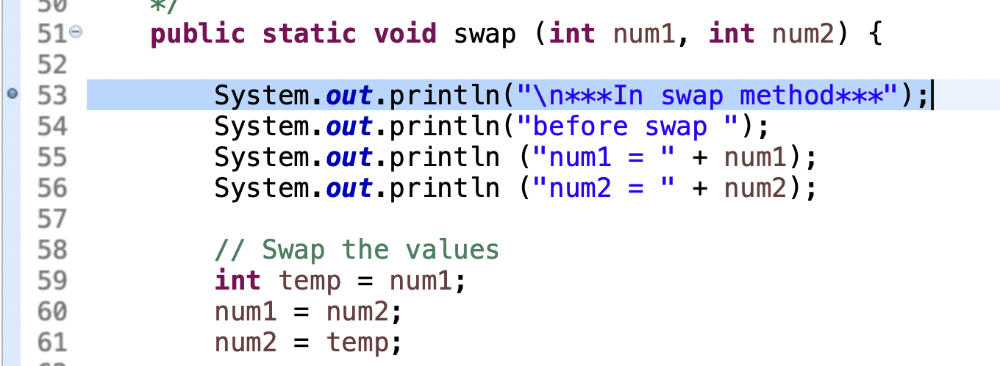 50 */
51 public static void swap (int num1, int num2) {
52
53 System.out.println("\n***In swap method***");
54 System.out.println("before swap ");
55 System.out.println ("num1 = " + num1);
56 System.out.println ("num2 = " + num2);
57
58 // Swap the values
59 int temp = num1;
60 num1 = num2;
61 num2 = temp;